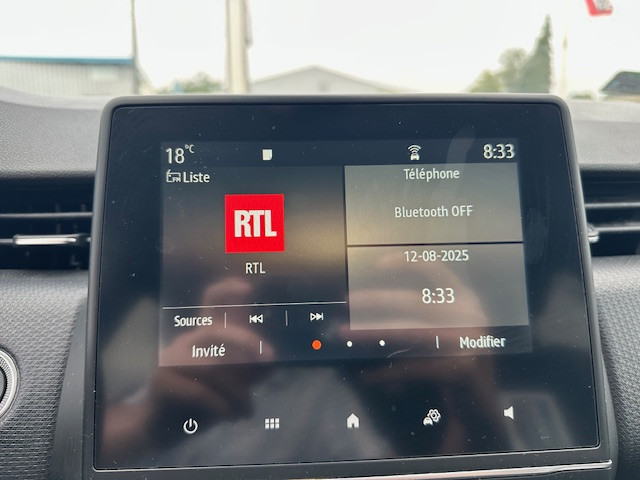 18°C
8:33
Liste
Téléphone
RTL
Bluetooth OFF
RTL
12-08-2025
8:33
Sources
Invité
Modifier